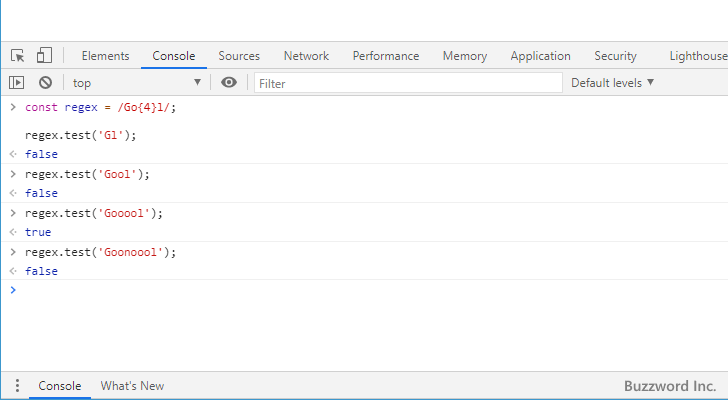 Elements Console Sources Network Performance Memory Application Security Lighthouse
top Filter Default levels
const regex = /Go{4}l/;
regex.test('Gl');
false
regex.test('Gool');
false
regex.test('Gooool');
true
regex.test('Goonoool');
false
Console What's New
Buzzword Inc.